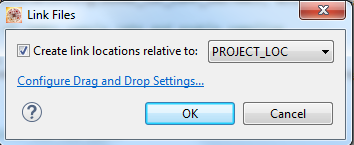 Link Files
Create link locations relative to: PROJECT_LOC
Configure Drag and Drop Settings...
? OK Cancel